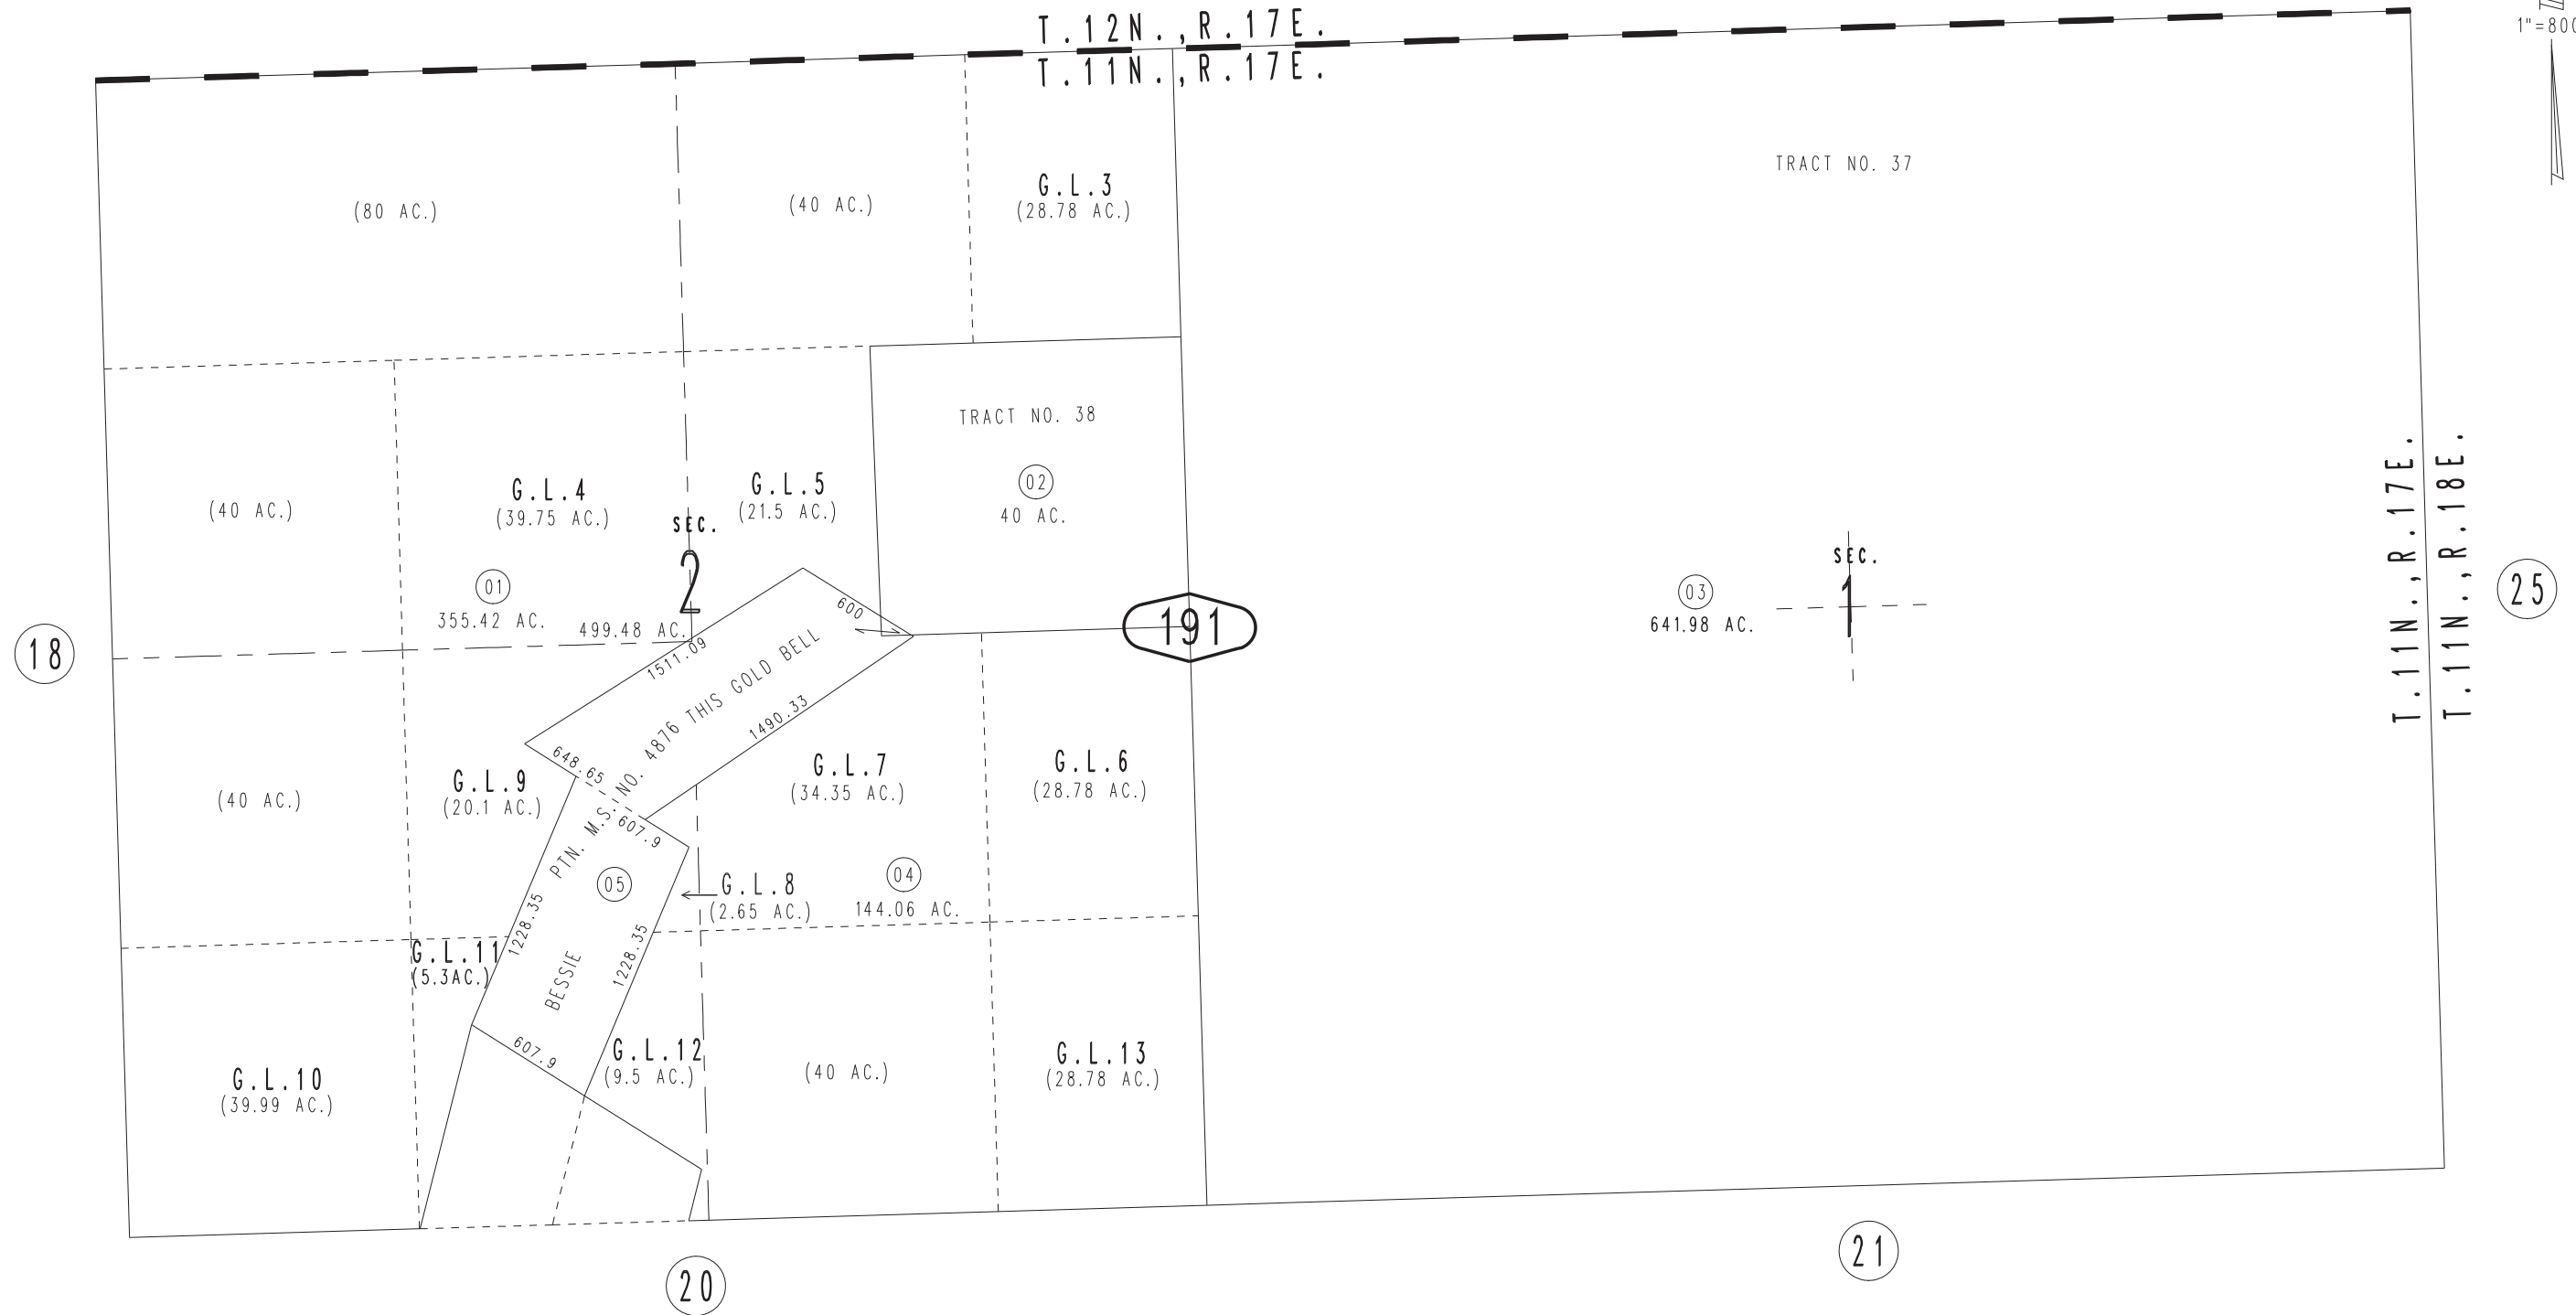 T.12N.,R.17E.
T.11N.,R.17E.
1"=800
TRACT NO. 37
(80 AC.)
(40 AC.)
G.L.3
(28.78 AC.)
TRACT NO. 38
02
40 AC.
(40 AC.)
G.L.4
(39.75 AC.)
SEC.
2
G.L.5
(21.5 AC.)
01
355.42 AC.
499.48 AC.
600
1511.09
1490.33
648.65
607.9
PTN. M.S. NO. 4876 THIS GOLD BELL
191
SEC.
1
03
641.98 AC.
T.11N.,R.17E.
T.11N.,R.18E.
25
18
(40 AC.)
G.L.9
(20.1 AC.)
G.L.7
(34.35 AC.)
G.L.6
(28.78 AC.)
05
G.L.8
(2.65 AC.)
04
144.06 AC.
1228.35
1228.35
BESSIE
G.L.11
(5.3AC.)
607.9
G.L.12
(9.5 AC.)
G.L.10
(39.99 AC.)
(40 AC.)
G.L.13
(28.78 AC.)
20
21